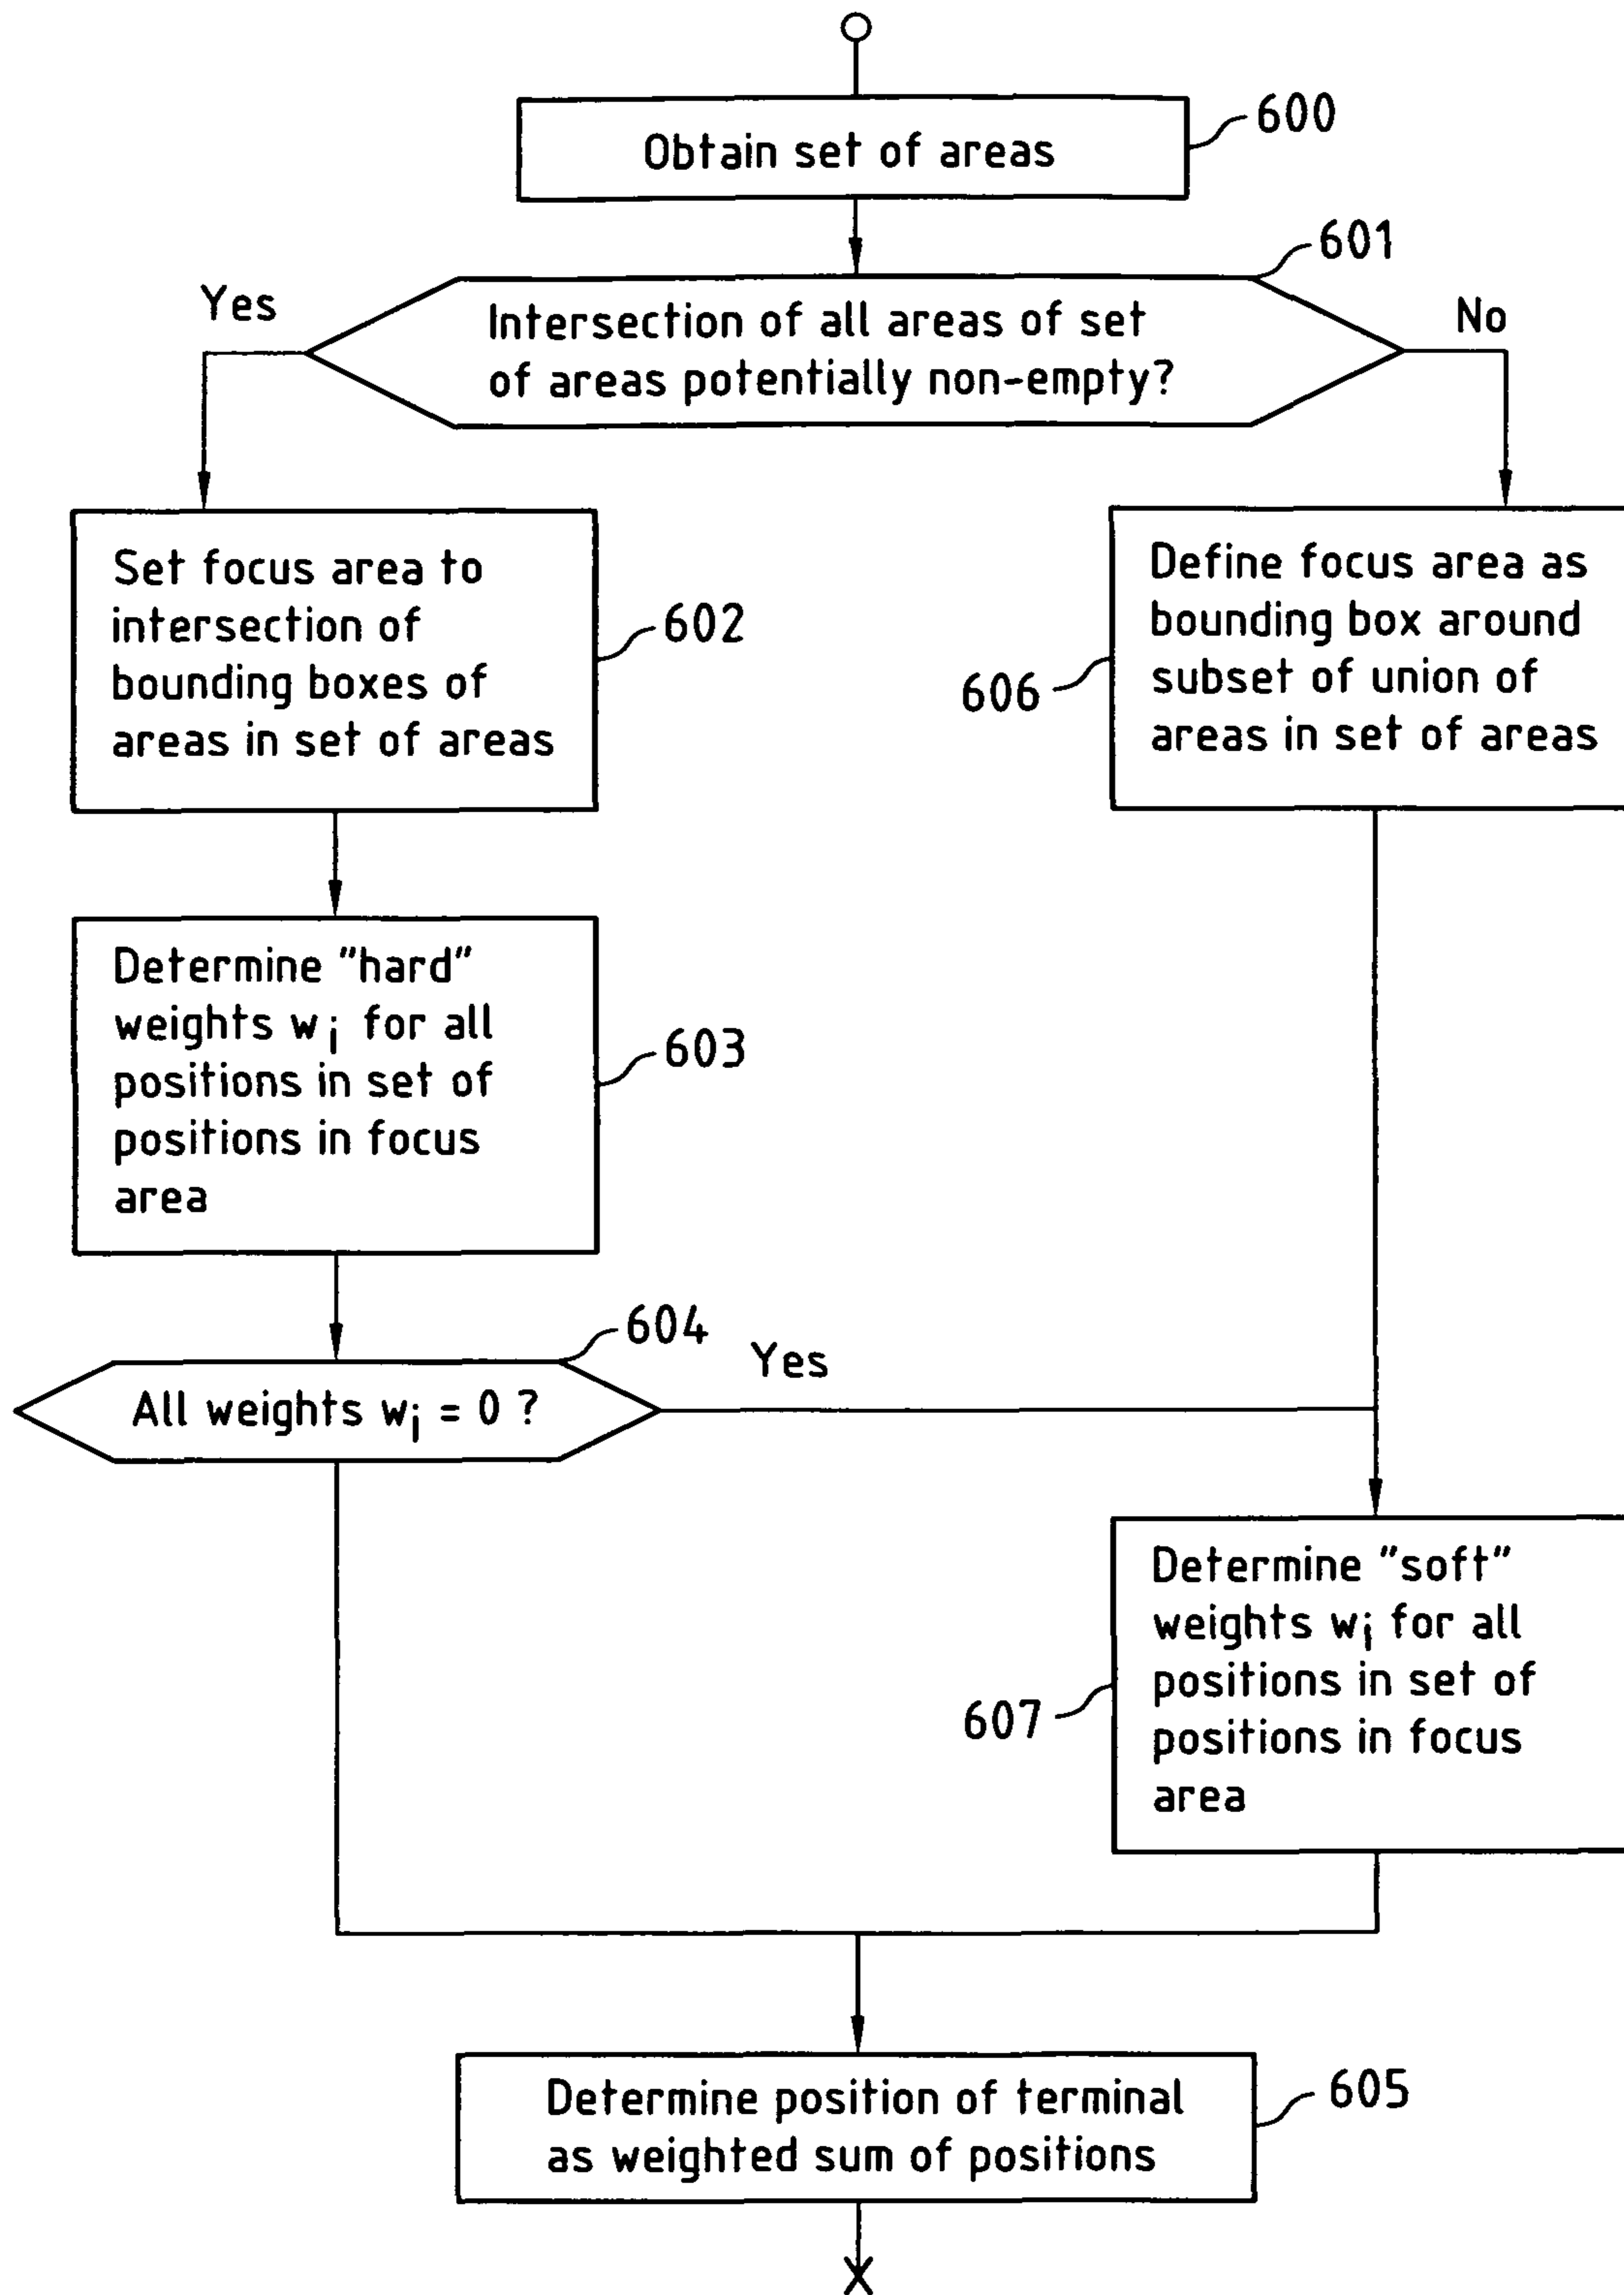 Obtain set of areas
600
601
Yes
Intersection of all areas of set
of areas potentially non-empty?
No
Set focus area to
intersection of
bounding boxes of
areas in set of areas
602
Define focus area as
bounding box around
subset of union of
areas in set of areas
606
Determine "hard"
weights wi for all
positions in set of
positions in focus
area
603
604
All weights wi = 0 ?
Yes
Determine "soft"
weights wi for all
positions in set of
positions in focus
area
607
Determine position of terminal
as weighted sum of positions
605